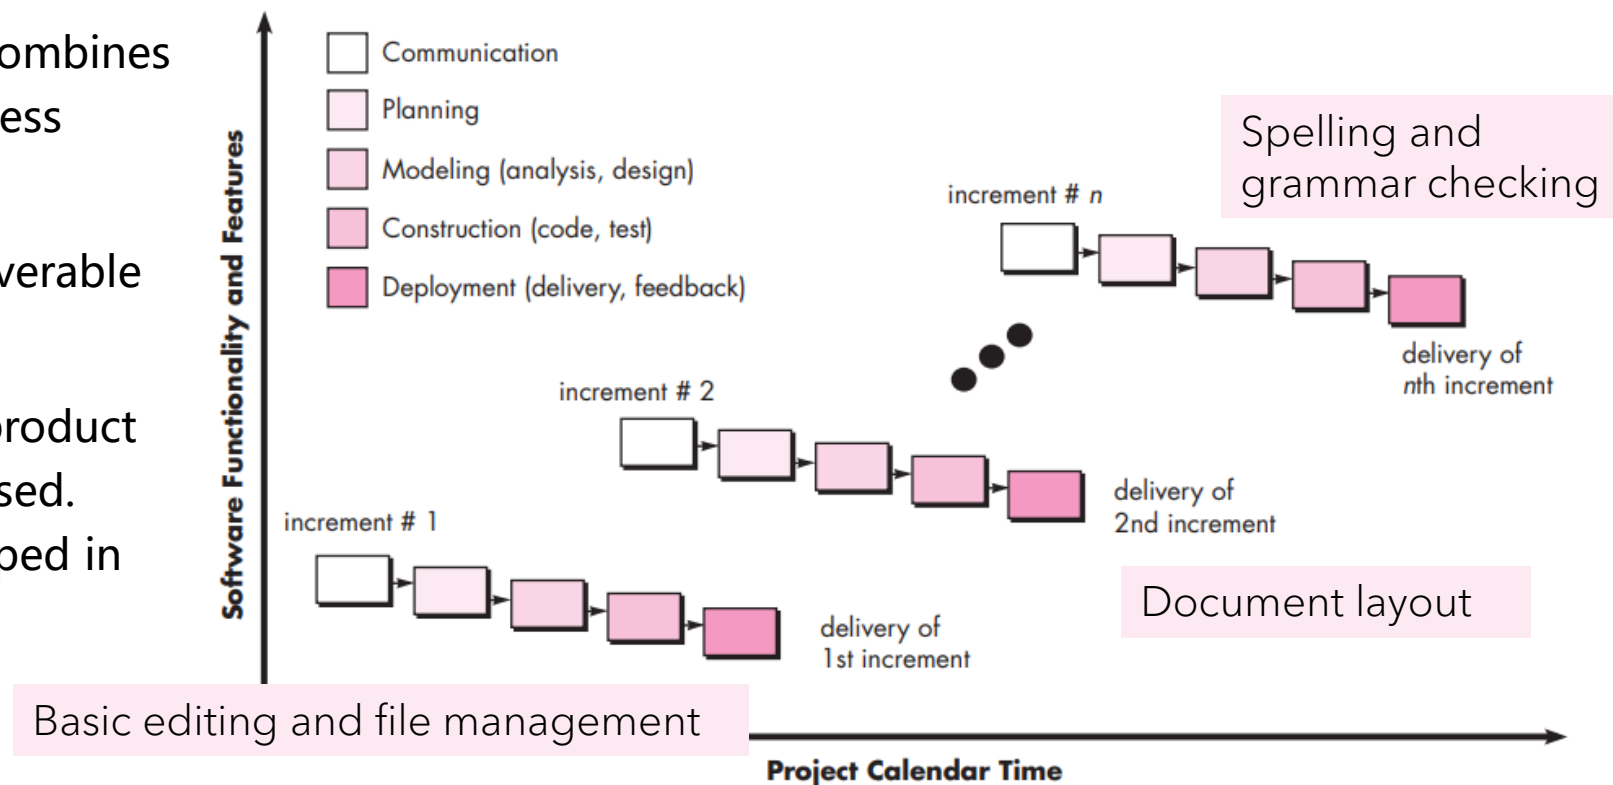 ombines
ess
verable
product
sed.
ped in
Software Functionality and Features
Communication
Planning
Modeling (analysis, design)
Construction (code, test)
Deployment (delivery, feedback)
Spelling and
grammar checking
increment # n
delivery of
nth increment
increment # 2
delivery of
2nd increment
Document layout
increment # 1
delivery of
1st increment
Basic editing and file management
Project Calendar Time